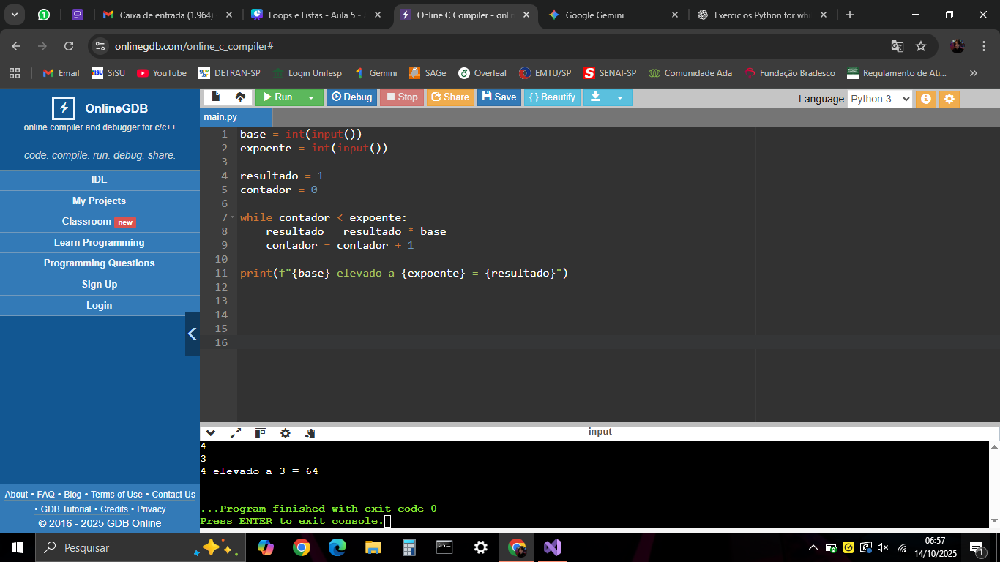 Caixa de entrada (1.964)
Loops e Listas - Aula 5 -
Online C Compiler - onlin
Google Gemini
Exercícios Python for whi
onlinegdb.com/online_c_compiler#
Email
SiSU
YouTube
DETRAN-SP
Login Unifesp
Gemini
SAGe
Overleaf
EMTU/SP
SENAI-SP
Comunidade Ada
Fundação Bradesco
Regulamento de Ati...
OnlineGDB
online compiler and debugger for c/c++
code. compile. run. debug. share.
IDE
My Projects
Classroom new
Learn Programming
Programming Questions
Sign Up
Login
About • FAQ • Blog • Terms of Use • Contact Us
• GDB Tutorial • Credits • Privacy
© 2016 - 2025 GDB Online
Run
Debug
Stop
Share
Save
{ } Beautify
Language Python 3
main.py
1 base = int(input())
2 expoente = int(input())
3
4 resultado = 1
5 contador = 0
6
7 while contador < expoente:
8     resultado = resultado * base
9     contador = contador + 1
10
11 print(f"{base} elevado a {expoente} = {resultado}")
12
13
14
15
16
input
4
3
4 elevado a 3 = 64
...Program finished with exit code 0
Press ENTER to exit console.
Pesquisar
06:57
14/10/2025
1